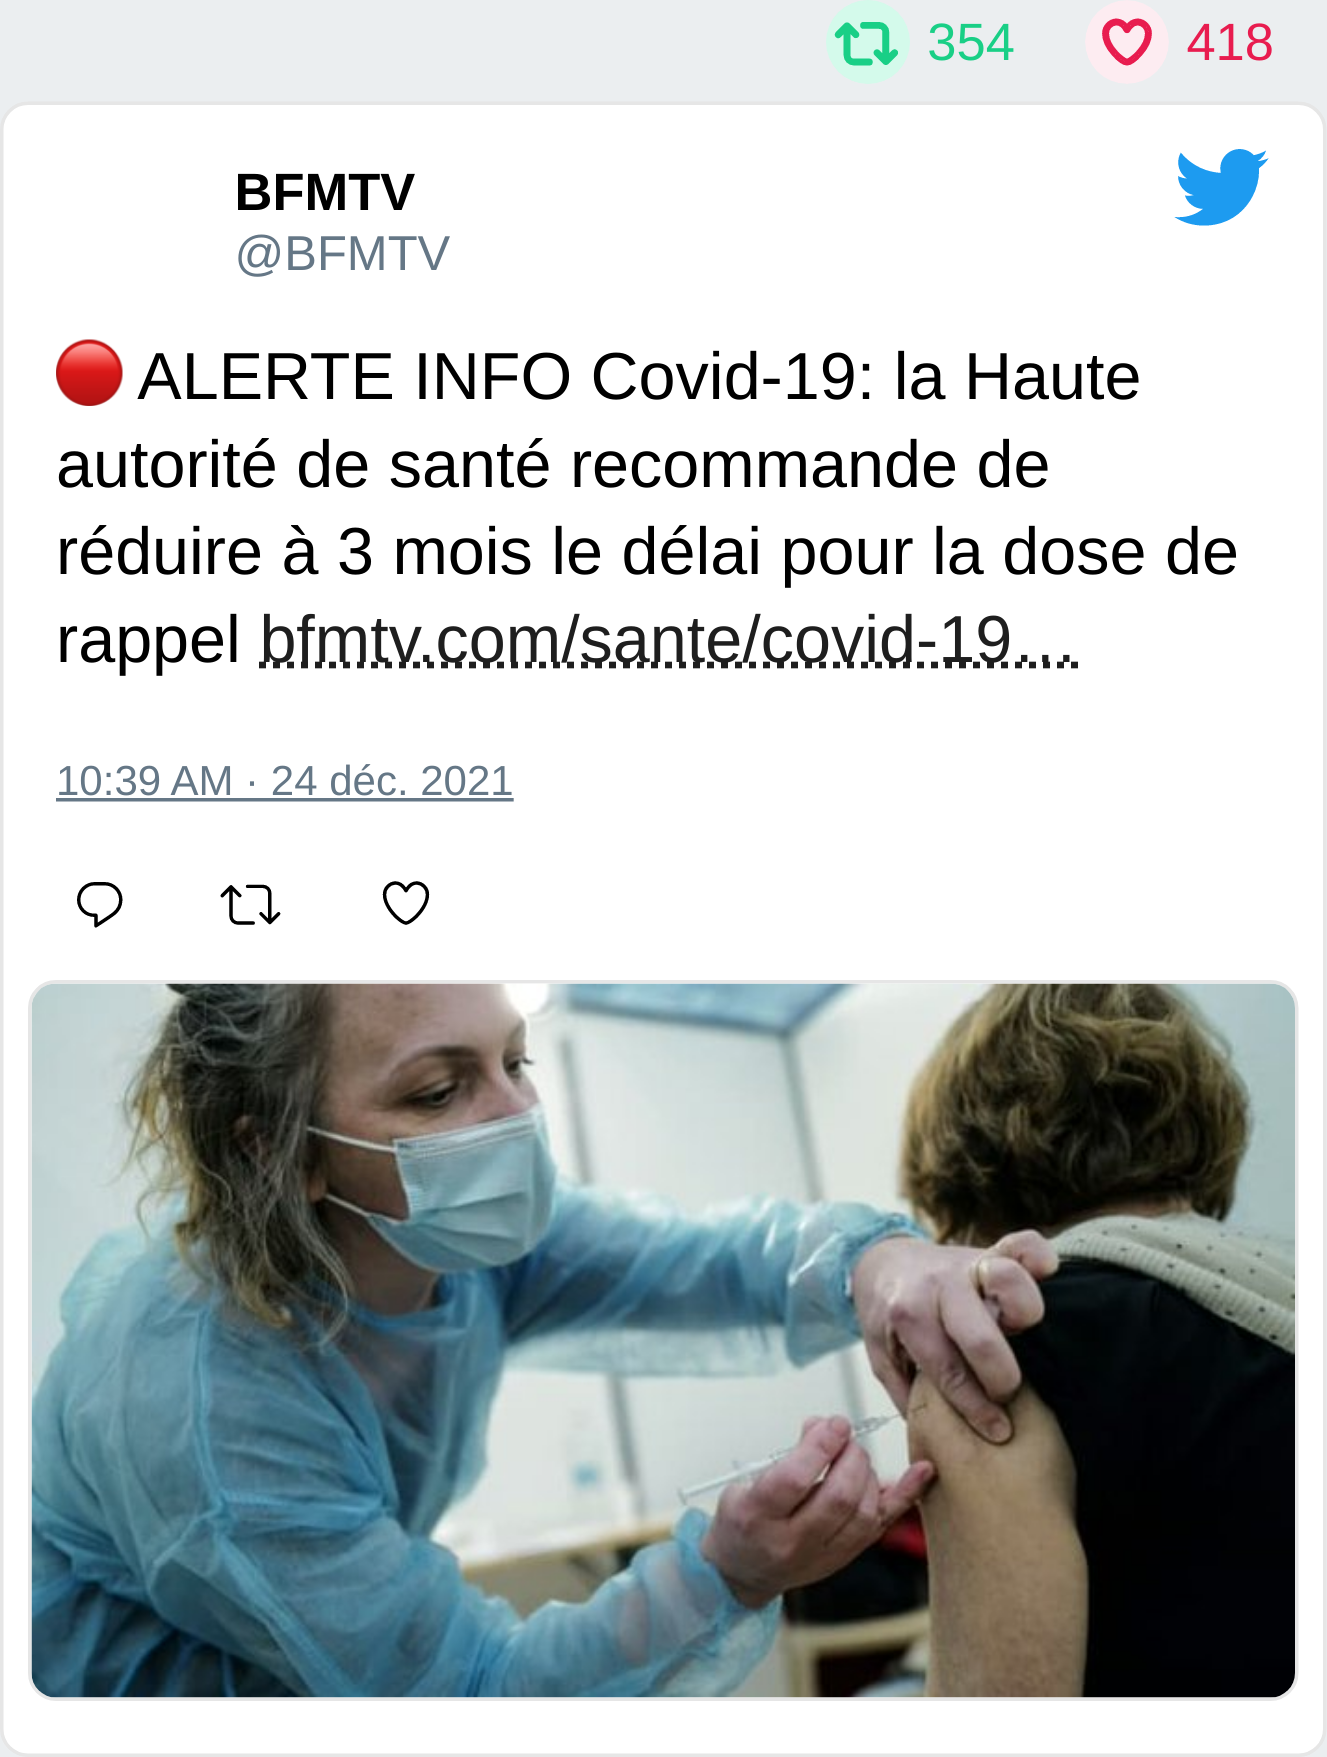 354 418
BFMTV
@BFMTV
🔴 ALERTE INFO Covid-19: la Haute
autorité de santé recommande de
réduire à 3 mois le délai pour la dose de
rappel bfmtv.com/sante/covid-19…
10:39 AM · 24 déc. 2021